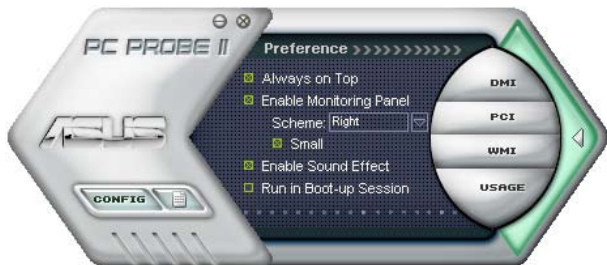 PC PROBE II
Preference
Always on Top
Enable Monitoring Panel
Scheme: Right
Small
Enable Sound Effect
Run in Boot-up Session
ASUS
CONFIG
DMI
PCI
WMI
USAGE